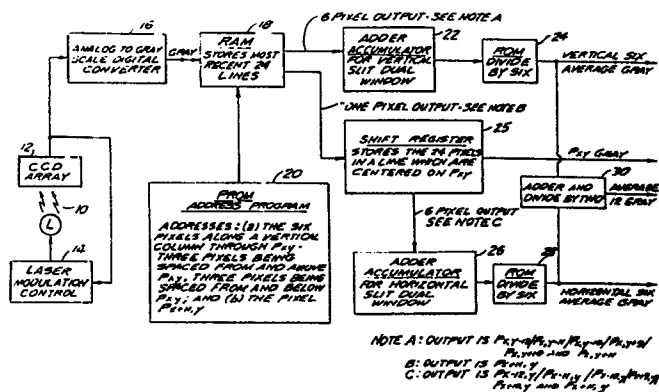 16
ANALOG TO GRAY
SCALE DIGITAL
CONVERTER
GRAY
18
RAM
STORES MOST
RECENT 24
LINES
6 PIXEL OUTPUT-SEE NOTE A
22
ADDER
ACCUMULATOR
FOR VERTICAL
SLIT DUAL
WINDOW
24
ROM
DIVIDE
BY SIX
VERTICAL SIX
AVERAGE GRAY
ONE PIXEL OUTPUT-SEE NOTE B
25
SHIFT REGISTER
STORES THE 24 PIXELS
IN A LINE WHICH ARE
CENTERED ON Pxy
Pxy GRAY
30
ADDER AND
DIVIDE BY TWO
AVERAGE
12 GRAY
12
C.C.D
ARRAY
10
L
14
LASER
MODULATION
CONTROL
20
PROM
ADDRESS PROGRAM
ADDRESSES: (a) THE SIX
PIXELS ALONG A VERTICAL
COLUMN THROUGH Pxy -
THREE PIXELS BEING
SPACED FROM AND ABOVE
Pxy, THREE PIXELS BEING
SPACED FROM AND BELOW
Pxy; AND (b) THE PIXEL
6 PIXEL OUTPUT
SEE NOTE C
26
ADDER
ACCUMULATOR
FOR HORIZONTAL
SLIT DUAL
WINDOW
28
ROM
DIVIDE
BY SIX
HORIZONTAL SIX
AVERAGE GRAY
NOTE A: OUTPUT IS
B: OUTPUT IS
C: OUTPUT IS